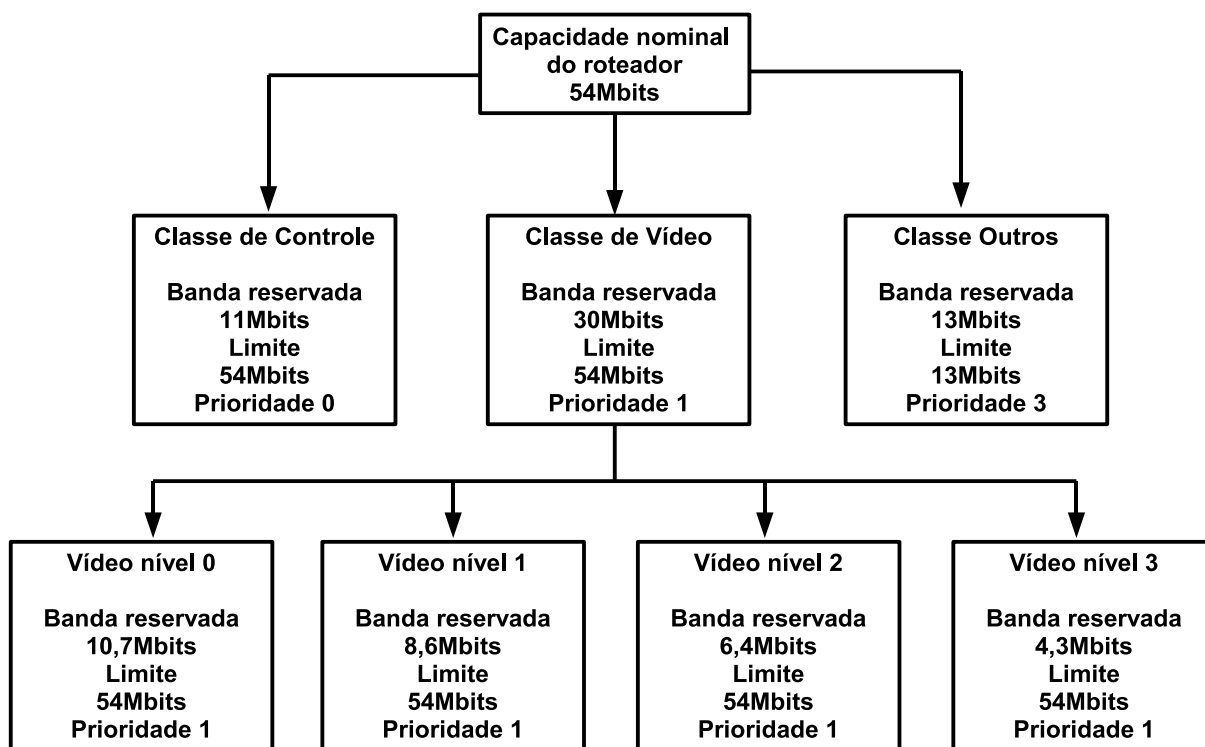 Capacidade nominal
do roteador
54Mbits
Classe de Controle
Banda reservada
11Mbits
Limite
54Mbits
Prioridade 0
Classe de Vídeo
Banda reservada
30Mbits
Limite
54Mbits
Prioridade 1
Classe Outros
Banda reservada
13Mbits
Limite
13Mbits
Prioridade 3
Vídeo nível 0
Banda reservada
10,7Mbits
Limite
54Mbits
Prioridade 1
Vídeo nível 1
Banda reservada
8,6Mbits
Limite
54Mbits
Prioridade 1
Vídeo nível 2
Banda reservada
6,4Mbits
Limite
54Mbits
Prioridade 1
Vídeo nível 3
Banda reservada
4,3Mbits
Limite
54Mbits
Prioridade 1